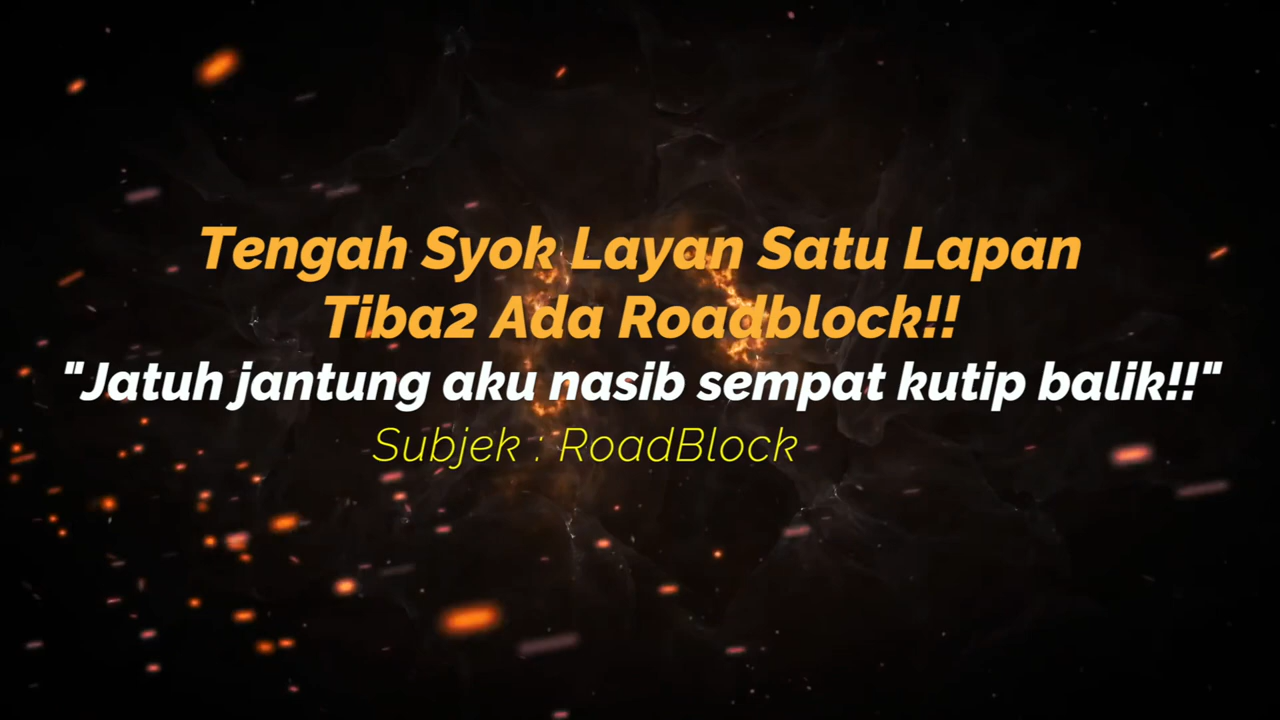 Tengah Syok Layan Satu Lapan
Tiba2 Ada Roadblock!!
"Jatuh jantung aku nasib sempat kutip balik!!"
Subjek : RoadBlock